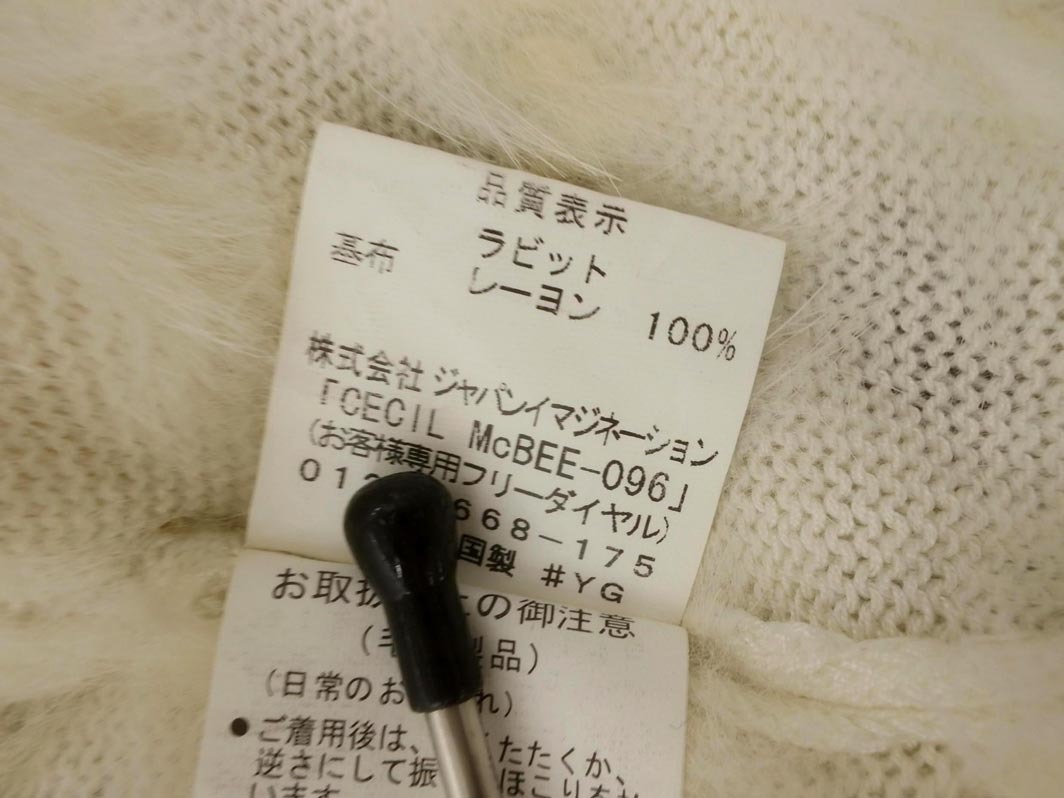 品質表示
ラビット
基布 レーヨン 100%
株式会社 ジャパンイマジネーション
「CECIL McBEE-096」
(お客様専用フリーダイヤル)
01 668-175
国製 #YG
お取扱 の御注意
( 製品)
(日常のお れ)
●ご着用後は、 くたたくか、
逆さにして振 ほこりを
います